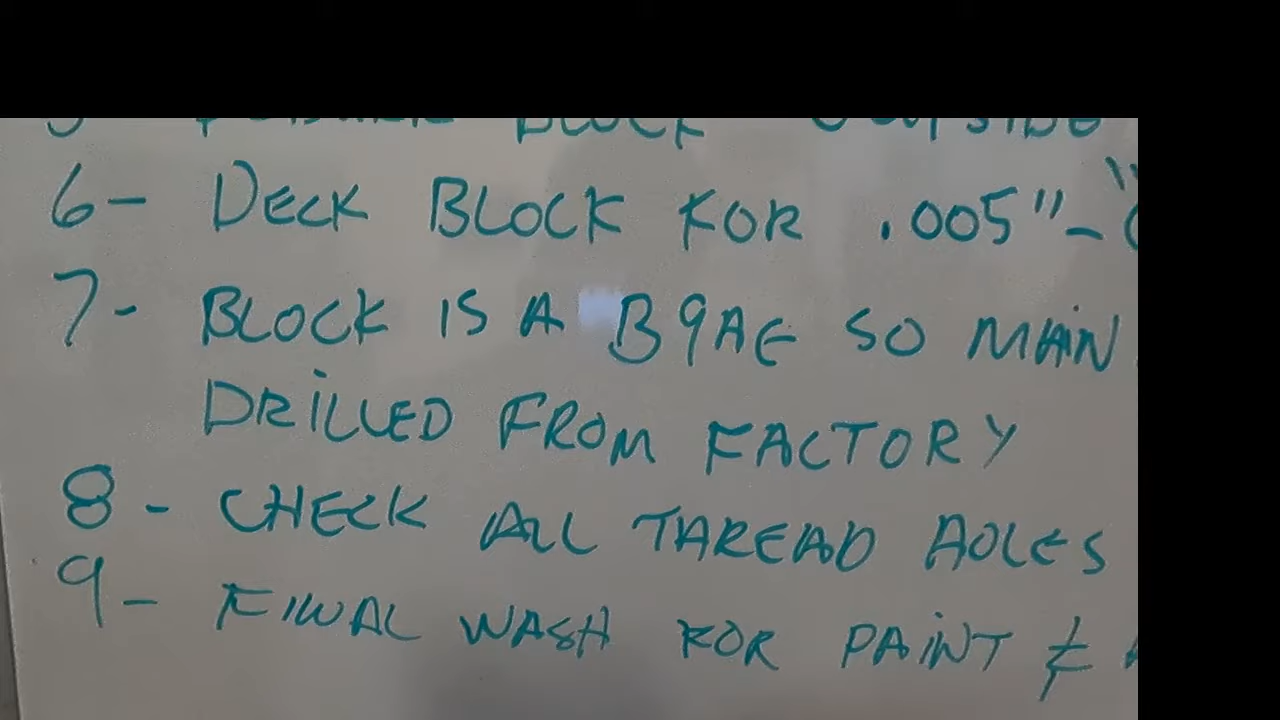 BLOCK
6- DECK BLOCK FOR .005"-
7- BLOCK IS A B9AE SO MAIN
DRILLED FROM FACTORY
8- CHECK ALL THREAD HOLES
9- FINAL WASH FOR PAINT &